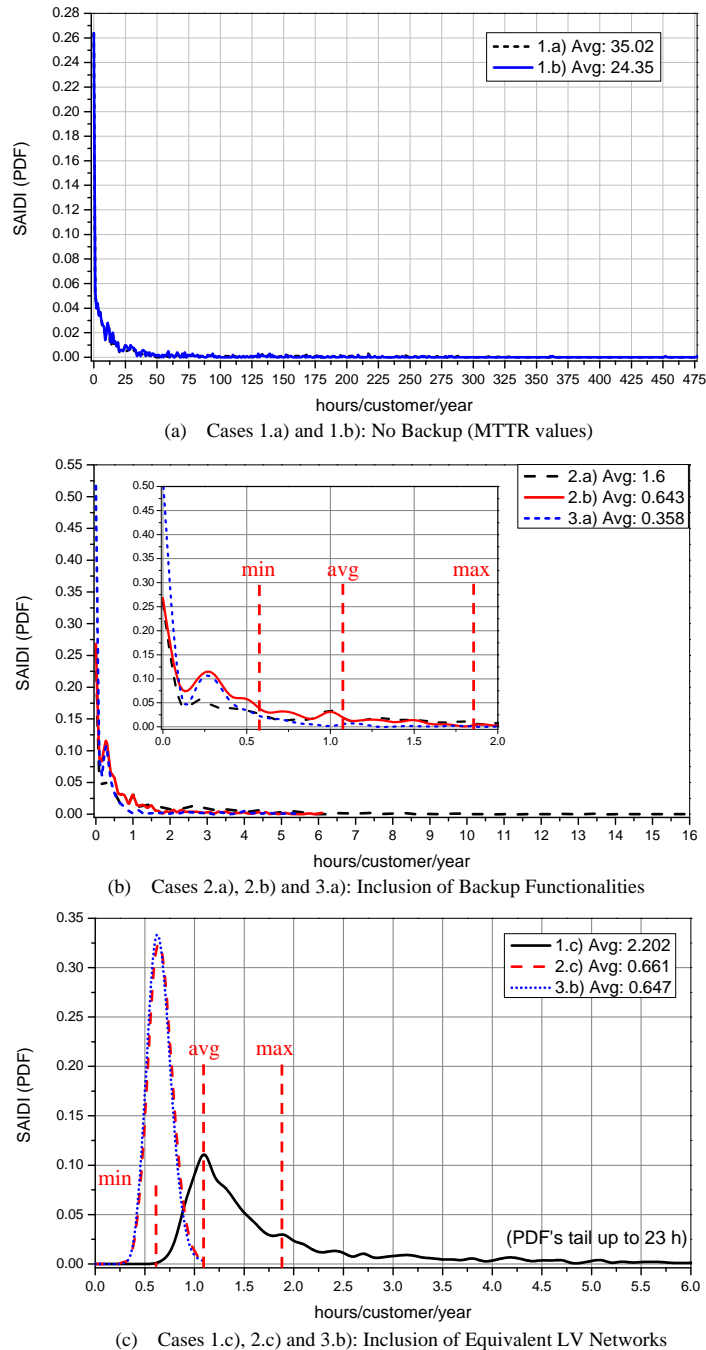 0.28
0.26
0.24
0.22
0.20
0.18
0.16
0.14
0.12
0.10
0.08
0.06
0.04
0.02
0.00
SAIDI (PDF)
1.a) Avg: 35.02
1.b) Avg: 24.35
0 25 50 75 100 125 150 175 200 225 250 275 300 325 350 375 400 425 450 475
hours/customer/year
(a) Cases 1.a) and 1.b): No Backup (MTTR values)
0.55
0.50
0.45
0.40
0.35
0.30
0.25
0.20
0.15
0.10
0.05
0.00
SAIDI (PDF)
2.a) Avg: 1.6
2.b) Avg: 0.643
3.a) Avg: 0.358
0.50
0.45
0.40
0.35
0.30
0.25
0.20
0.15
0.10
0.05
0.00
min avg max
0.0 0.5 1.0 1.5 2.0
0 1 2 3 4 5 6 7 8 9 10 11 12 13 14 15 16
hours/customer/year
(b) Cases 2.a), 2.b) and 3.a): Inclusion of Backup Functionalities
0.35
0.30
0.25
0.20
0.15
0.10
0.05
0.00
SAIDI (PDF)
1.c) Avg: 2.202
2.c) Avg: 0.661
3.b) Avg: 0.647
avg max
min
(PDF's tail up to 23 h)
0.0 0.5 1.0 1.5 2.0 2.5 3.0 3.5 4.0 4.5 5.0 5.5 6.0
hours/customer/year
(c) Cases 1.c), 2.c) and 3.b): Inclusion of Equivalent LV Networks